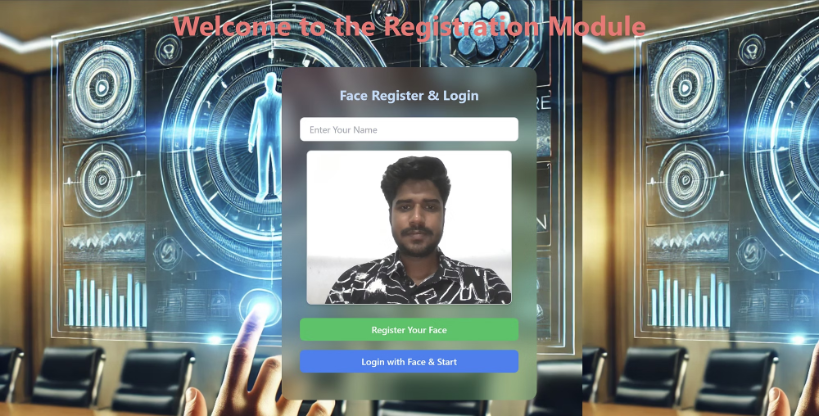 Welcome to the Registration Module
Face Register & Login
Enter Your Name
Register Your Face
Login with Face & Start